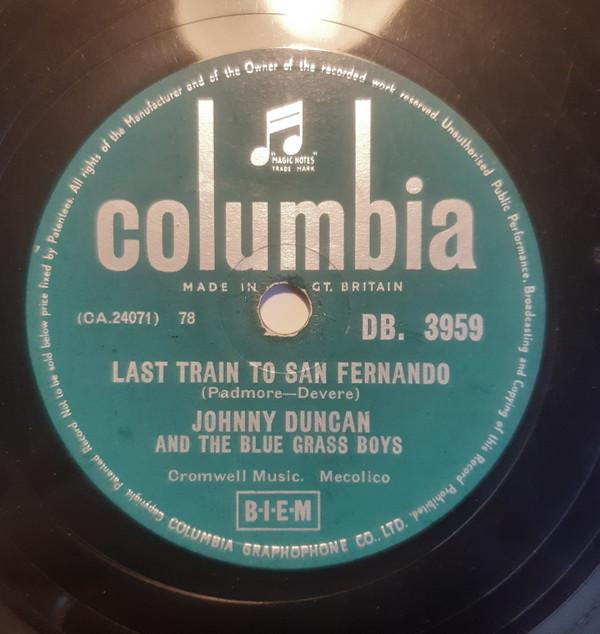 "MAGIC NOTES"
TRADE MARK
columbia
MADE IN GT. BRITAIN
(CA.24071) 78
DB. 3959
LAST TRAIN TO SAN FERNANDO
(Padmore—Devere)
JOHNNY DUNCAN
AND THE BLUE GRASS BOYS
Cromwell Music. Mecolico
B·I·E·M
COLUMBIA GRAPHOPHONE CO., LTD.
Copyright. Patented Record Not to be sold below price fixed by Patentees. All rights of the Manufacturer and of the Owner of the recorded work reserved. Unauthorised Public Performance, Broadcasting and Copying of this Record Prohibited.